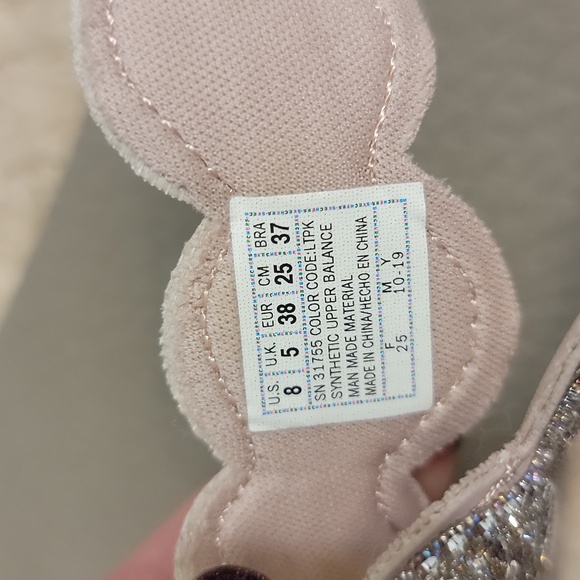 U.S. U.K. EUR CM BRA
8 5 38 25 37
SN 31755 COLOR CODE:LTPK
SYNTHETIC UPPER BALANCE
MAN MADE MATERIAL
MADE IN CHINA/HECHO EN CHINA
F M Y
25 10-19